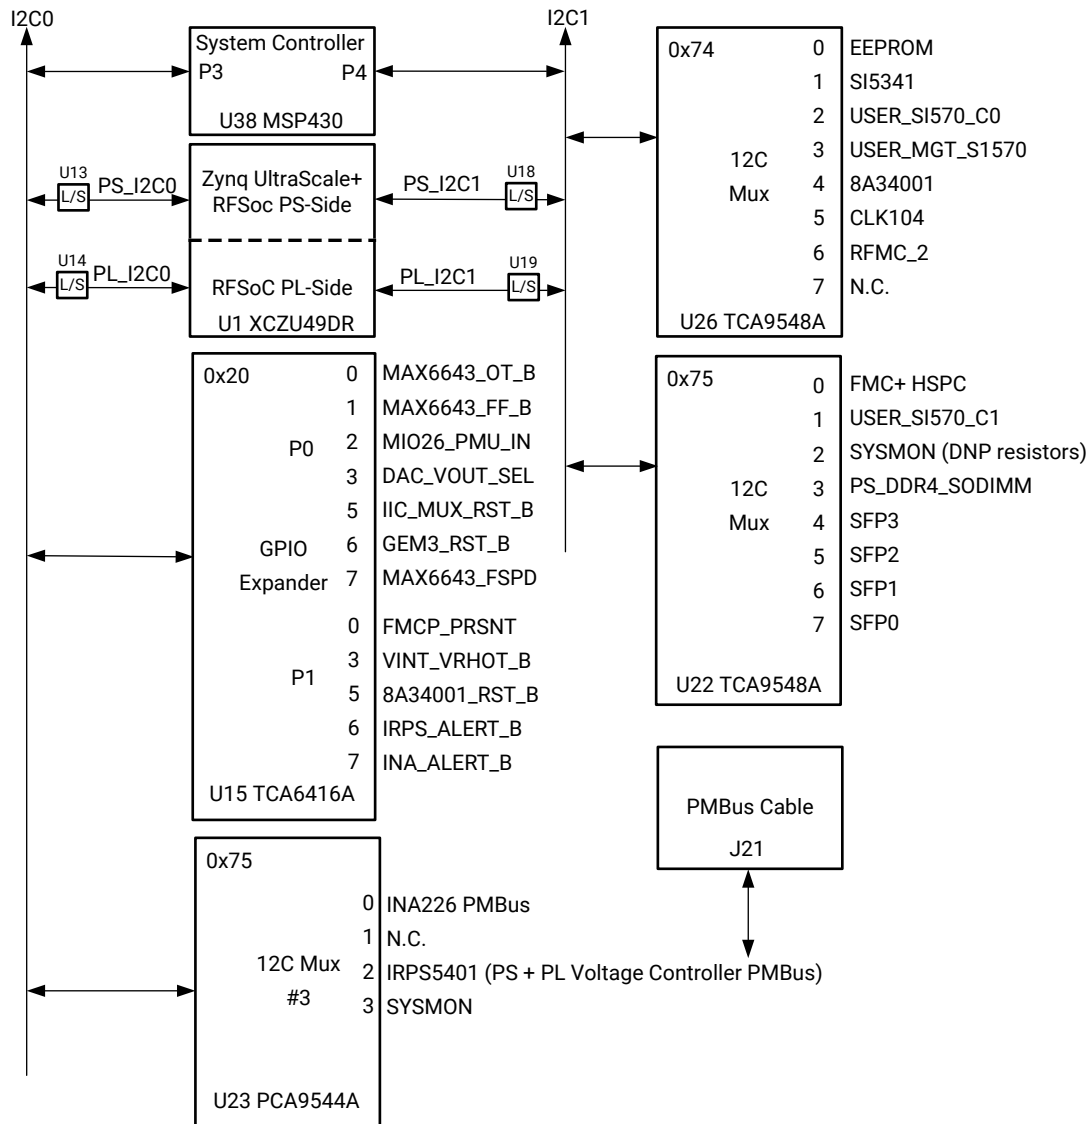 I2C0
I2C1
System Controller
P3 P4
U38 MSP430
U13
L/S
PS_I2C0
Zynq UltraScale+
RFSoc PS-Side
PS_I2C1
U18
L/S
U14
L/S
PL_I2C0
RFSoC PL-Side
U1 XCZU49DR
PL_I2C1
U19
L/S
0x20
P0
0 MAX6643_OT_B
1 MAX6643_FF_B
2 MIO26_PMU_IN
3 DAC_VOUT_SEL
5 IIC_MUX_RST_B
6 GEM3_RST_B
7 MAX6643_FSPD
GPIO
Expander
P1
0 FMCP_PRSNT
3 VINT_VRHOT_B
5 8A34001_RST_B
6 IRPS_ALERT_B
7 INA_ALERT_B
U15 TCA6416A
0x75
12C Mux
#3
0 INA226 PMBus
1 N.C.
2 IRPS5401 (PS + PL Voltage Controller PMBus)
3 SYSMON
U23 PCA9544A
0x74
12C
Mux
0 EEPROM
1 SI5341
2 USER_SI570_C0
3 USER_MGT_S1570
4 8A34001
5 CLK104
6 RFMC_2
7 N.C.
U26 TCA9548A
0x75
12C
Mux
0 FMC+ HSPC
1 USER_SI570_C1
2 SYSMON (DNP resistors)
3 PS_DDR4_SODIMM
4 SFP3
5 SFP2
6 SFP1
7 SFP0
U22 TCA9548A
PMBus Cable
J21